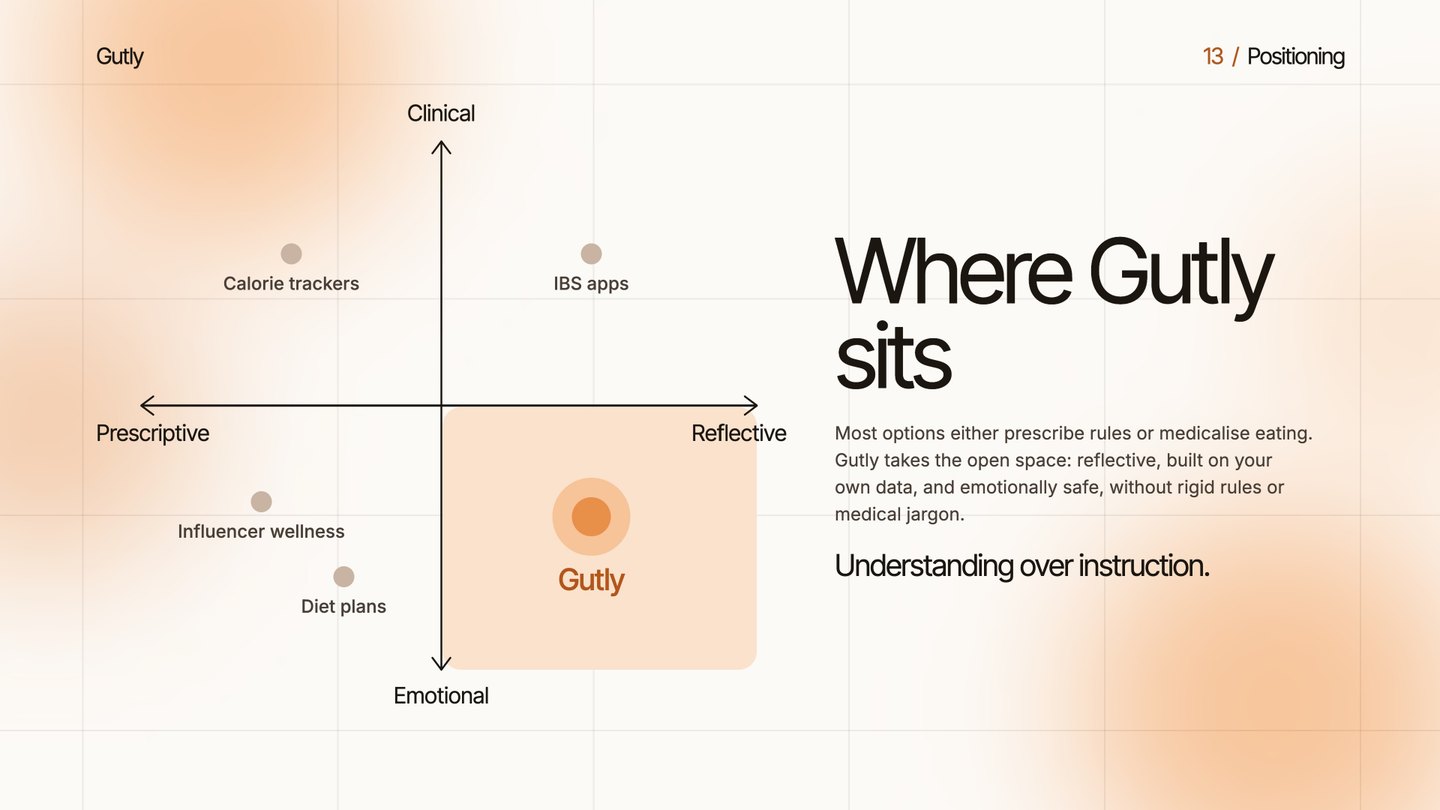 Gutly
13 / Positioning
Clinical
Calorie trackers
IBS apps
Prescriptive
Reflective
Influencer wellness
Diet plans
Gutly
Emotional
Where Gutly
sits
Most options either prescribe rules or medicalise eating.
Gutly takes the open space: reflective, built on your
own data, and emotionally safe, without rigid rules or
medical jargon.
Understanding over instruction.